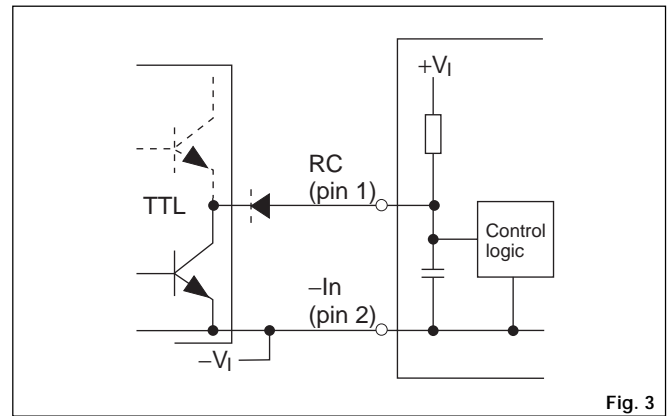 +VI
RC
(pin 1)
TTL
Control
logic
–In
(pin 2)
–VI
Fig. 3